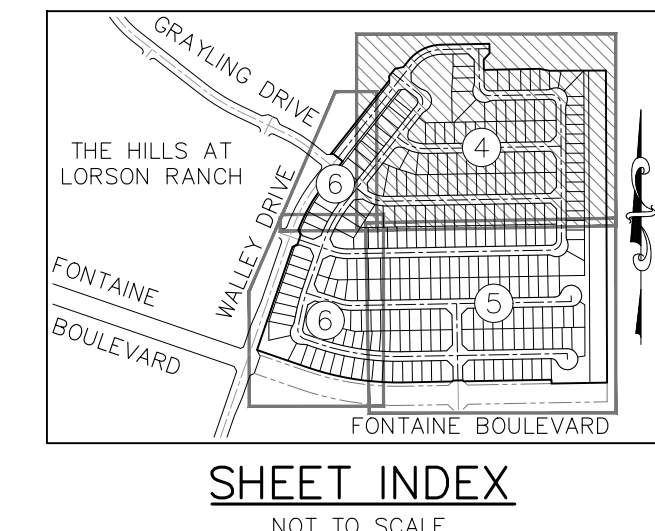 GRAYLING DRIVE
THE HILLS AT
LORSON RANCH
WALLEY DRIVE
FONTAINE
BOULEVARD
4
6
5
6
FONTAINE BOULEVARD
SHEET INDEX
NOT TO SCALE